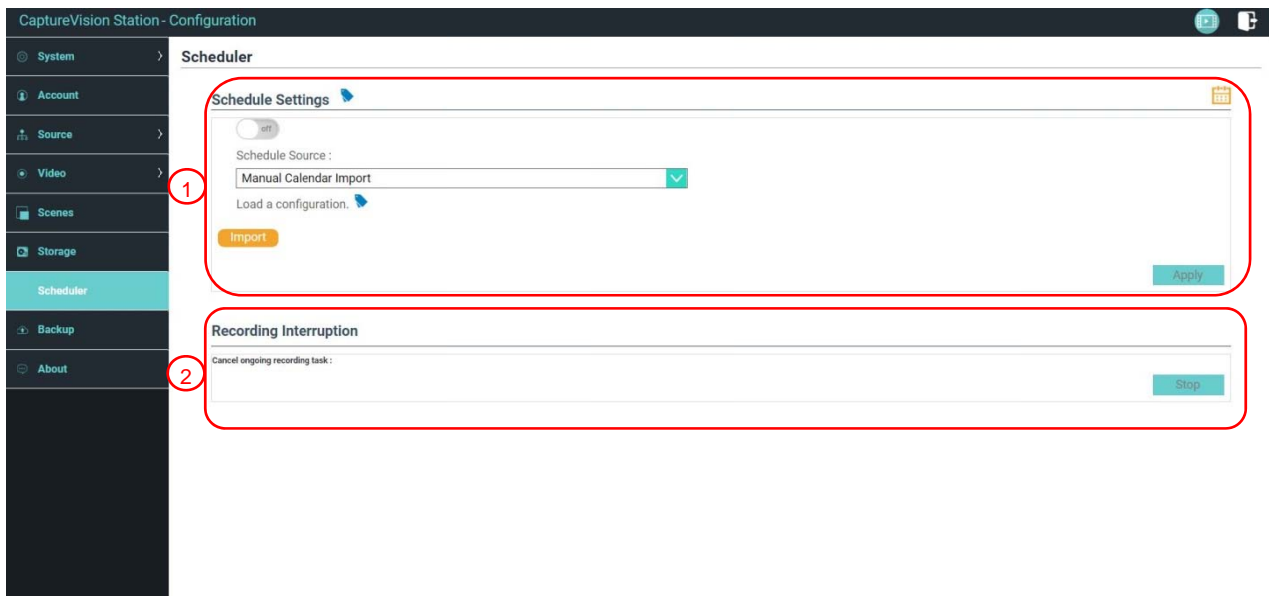 CaptureVision Station - Configuration
System
Account
Source
Video
Scenes
Storage
Scheduler
Backup
About
Scheduler
1
Schedule Settings
off
Schedule Source :
Manual Calendar Import
Load a configuration.
Import
Apply
2
Recording Interruption
Cancel ongoing recording task :
Stop